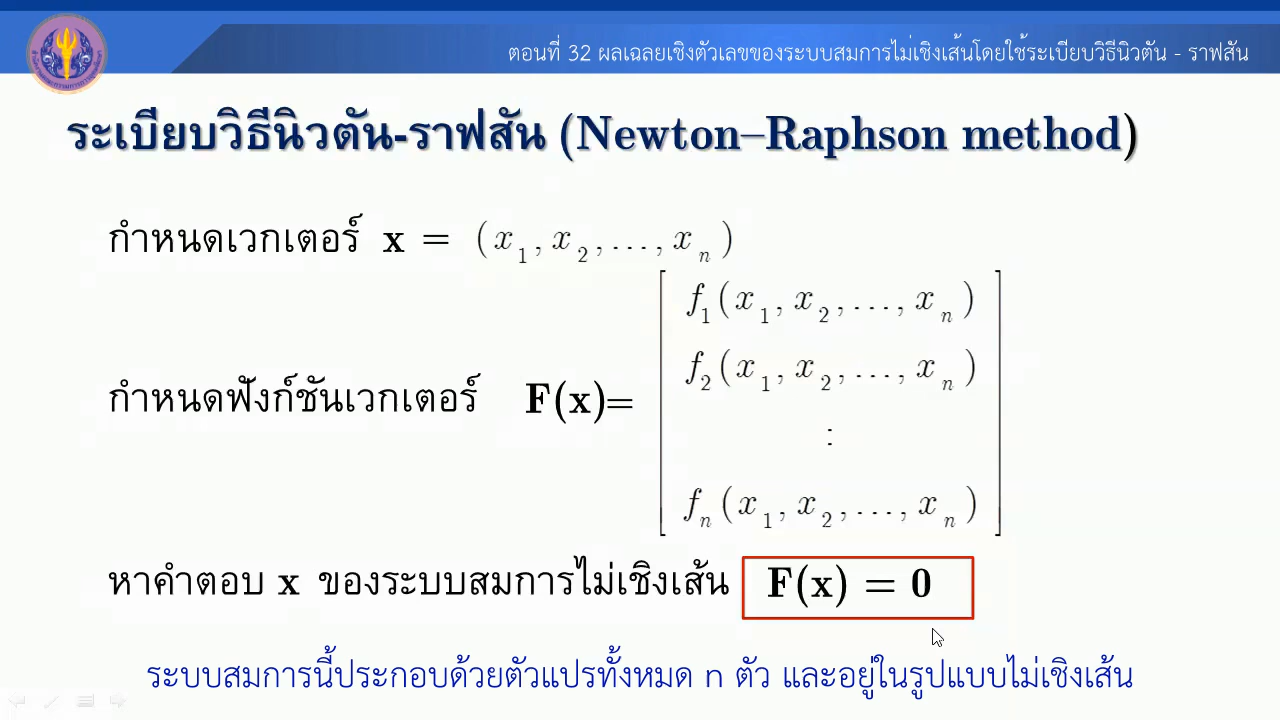 ตอนที่ 32 ผลเฉลยเชิงตัวเลขของระบบสมการไม่เชิงเส้นโดยใช้ระเบียบวิธีนิวตัน - ราฟสัน
ระเบียบวิธีนิวตัน-ราฟสัน (Newton–Raphson method)
กำหนดเวกเตอร์ x = (x₁, x₂, ..., xₙ)
f₁(x₁, x₂, ..., xₙ)
f₂(x₁, x₂, ..., xₙ)
กำหนดฟังก์ชันเวกเตอร์ F(x)=
:
fₙ(x₁, x₂, ..., xₙ)
หาคำตอบ x ของระบบสมการไม่เชิงเส้น F(x) = 0
ระบบสมการนี้ประกอบด้วยตัวแปรทั้งหมด n ตัว และอยู่ในรูปแบบไม่เชิงเส้น